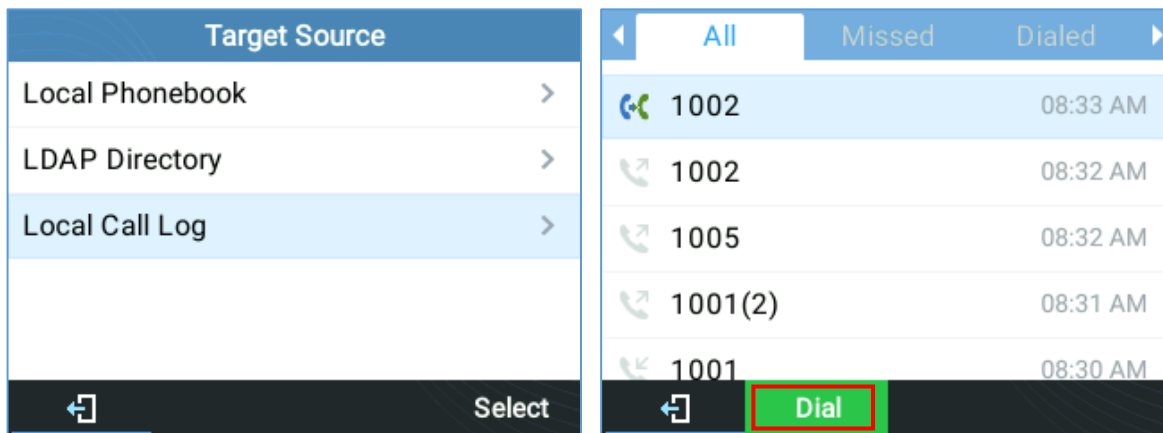 Target Source
Local Phonebook
LDAP Directory
Local Call Log
Select
All Missed Dialed
1002 08:33 AM
1002 08:32 AM
1005 08:32 AM
1001(2) 08:31 AM
1001 08:30 AM
Dial